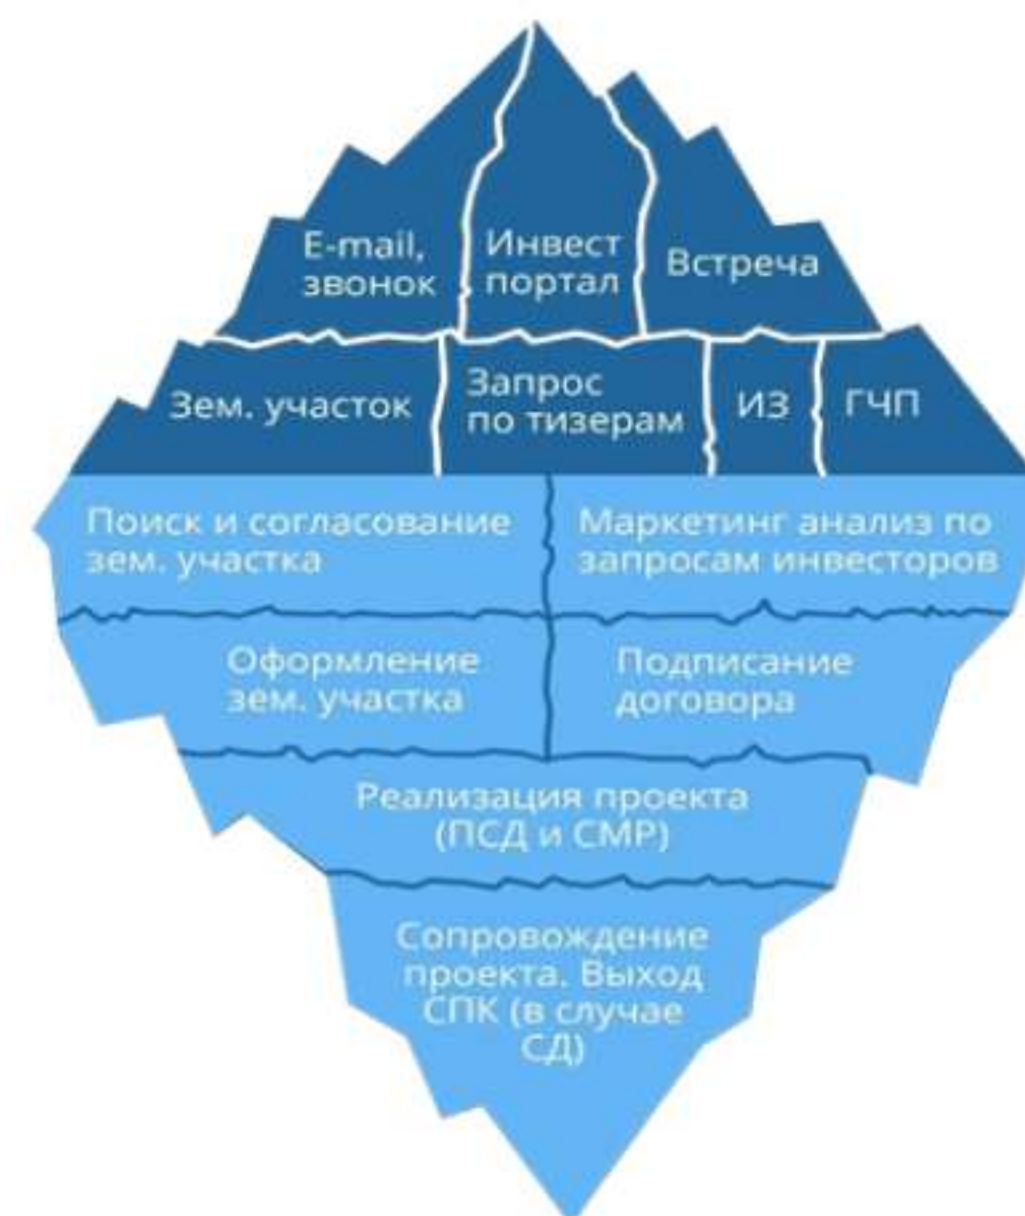 E-mail,
звонок
Инвест
портал
Встреча
Зем. участок
Запрос
по тизерам
ИЗ
ГЧП
Поиск и согласование
зем. участка
Маркетинг анализ по
запросам инвесторов
Оформление
зем. участка
Подписание
договора
Реализация проекта
(ПСД и СМР)
Сопровождение
проекта. Выход
СПК (в случае
СД)